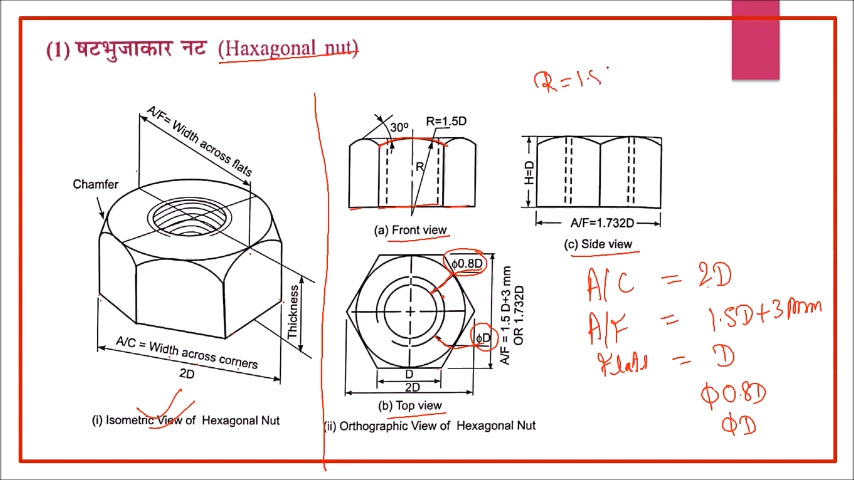 (1) षटभुजाकार नट (Haxagonal nut)
R=1.5
A/F= Width across flats
Chamfer
Thickness
A/C = Width across corners
2D
(i) Isometric View of Hexagonal Nut
30º
R=1.5D
R
(a) Front view
H=D
A/F=1.732D
(c) Side view
ϕ0.8D
ϕD
D
2D
A/F = 1.5 D+3 mm
OR 1.732D
(b) Top view
(ii) Orthographic View of Hexagonal Nut
A/C = 2D
A/F = 1.5D+3mm
Flats = D
ϕ0.8D
ϕD